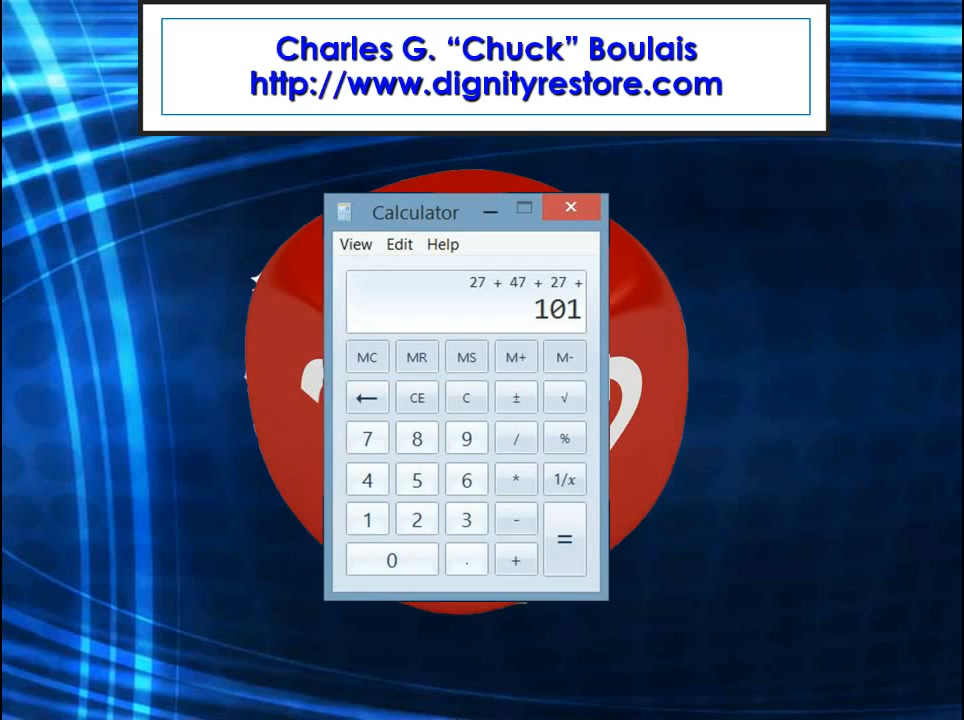 Charles G. “Chuck” Boulais
http://www.dignityrestore.com
Calculator
View Edit Help
27 + 47 + 27 +
101
MC MR MS M+ M-
← CE C ± √
7 8 9 / %
4 5 6 * 1/x
1 2 3 - =
0 . +